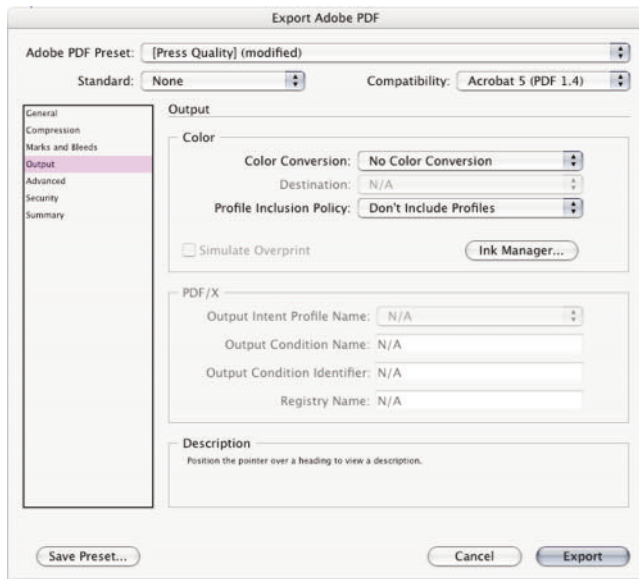 Export Adobe PDF
Adobe PDF Preset: [Press Quality] (modified)
Standard: None Compatibility: Acrobat 5 (PDF 1.4)
General
Compression
Marks and Bleeds
Output
Advanced
Security
Summary
Output
Color
Color Conversion: No Color Conversion
Destination: N/A
Profile Inclusion Policy: Don't Include Profiles
Simulate Overprint Ink Manager...
PDF/X
Output Intent Profile Name: N/A
Output Condition Name: N/A
Output Condition Identifier: N/A
Registry Name: N/A
Description
Position the pointer over a heading to view a description.
Save Preset... Cancel Export